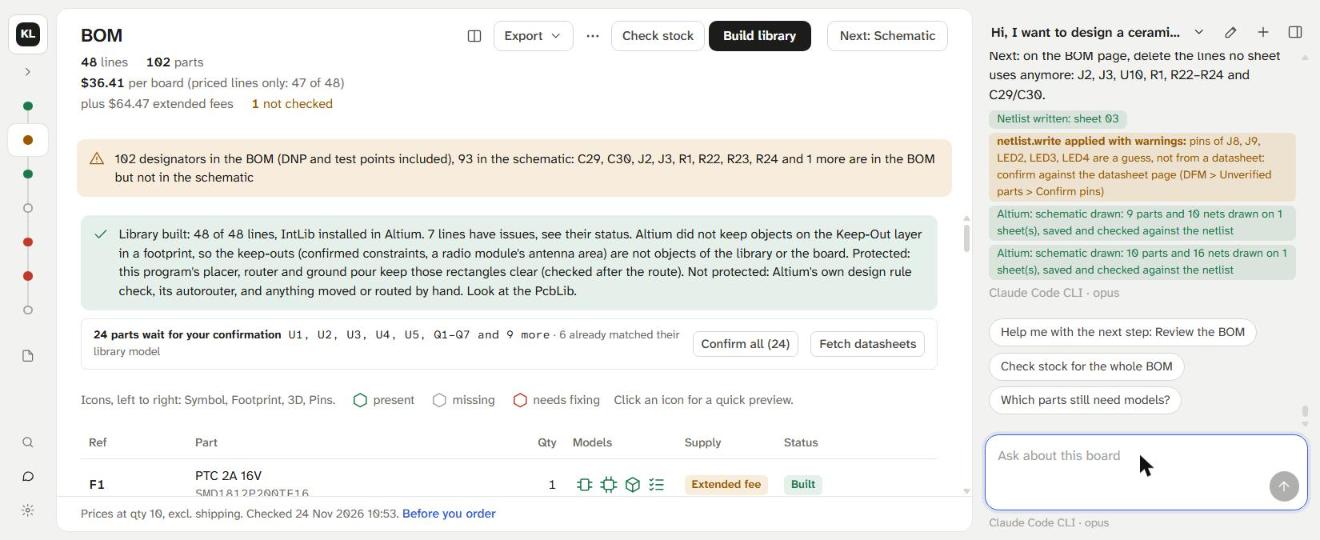 KL
BOM
Export
Check stock
Build library
Next: Schematic
48 lines 102 parts
$36.41 per board (priced lines only: 47 of 48)
plus $64.47 extended fees 1 not checked
102 designators in the BOM (DNP and test points included), 93 in the schematic: C29, C30, J2, J3, R1, R22, R23, R24 and 1 more are in the BOM
but not in the schematic
Library built: 48 of 48 lines, IntLib installed in Altium. 7 lines have issues, see their status. Altium did not keep objects on the Keep-Out layer
in a footprint, so the keep-outs (confirmed constraints, a radio module's antenna area) are not objects of the library or the board. Protected:
this program's placer, router and ground pour keep those rectangles clear (checked after the route). Not protected: Altium's own design rule
check, its autorouter, and anything moved or routed by hand. Look at the PcbLib.
24 parts wait for your confirmation U1, U2, U3, U4, U5, Q1-Q7 and 9 more · 6 already matched their
library model
Confirm all (24)
Fetch datasheets
Icons, left to right: Symbol, Footprint, 3D, Pins. present missing needs fixing Click an icon for a quick preview.
Ref Part Qty Models Supply Status
F1 PTC 2A 16V 1 Extended fee Built
SMD1812P200TF16
Prices at qty 10, excl. shipping. Checked 24 Nov 2026 10:53. Before you order
Hi, I want to design a cerami...
Next: on the BOM page, delete the lines no sheet
uses anymore: J2, J3, U10, R1, R22–R24 and
C29/C30.
Netlist written: sheet 03
netlist.write applied with warnings: pins of J8, J9,
LED2, LED3, LED4 are a guess, not from a datasheet:
confirm against the datasheet page (DFM > Unverified
parts > Confirm pins)
Altium: schematic drawn: 9 parts and 10 nets drawn on 1
sheet(s), saved and checked against the netlist
Altium: schematic drawn: 10 parts and 16 nets drawn on 1
sheet(s), saved and checked against the netlist
Claude Code CLI · opus
Help me with the next step: Review the BOM
Check stock for the whole BOM
Which parts still need models?
Ask about this board
Claude Code CLI · opus